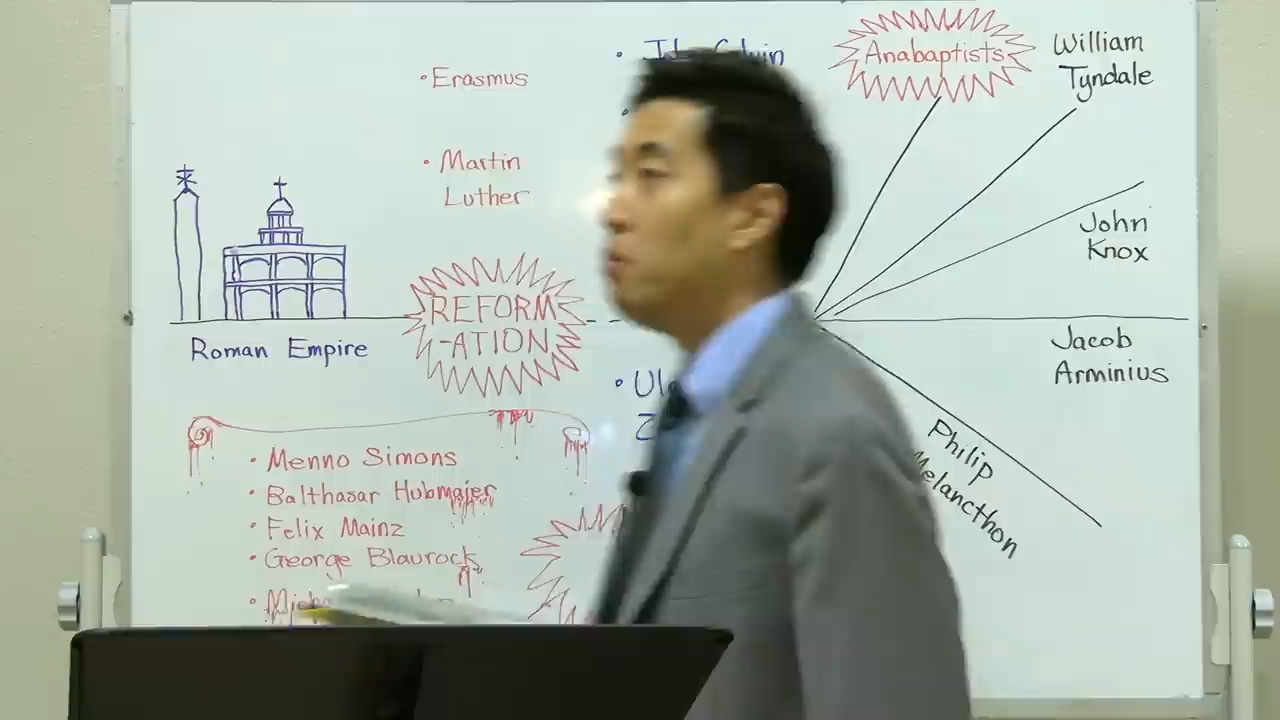 • Erasmus
• Martin
Luther
Anabaptists
William
Tyndale
John
Knox
Roman Empire
REFORM
-ATION
Jacob
Arminius
Philip
Melancthon
• Menno Simons
• Balthasar Hubmaier
• Felix Mainz
• George Blaurock